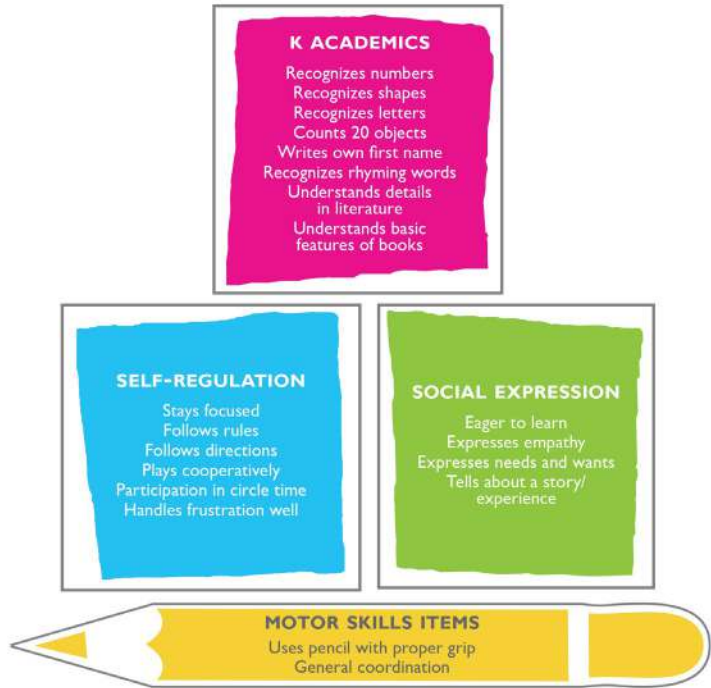 K ACADEMICS
Recognizes numbers
Recognizes shapes
Recognizes letters
Counts 20 objects
Writes own first name
Recognizes rhyming words
Understands details
in literature
Understands basic
features of books
SELF-REGULATION
Stays focused
Follows rules
Follows directions
Plays cooperatively
Participation in circle time
Handles frustration well
SOCIAL EXPRESSION
Eager to learn
Expresses empathy
Expresses needs and wants
Tells about a story/
experience
MOTOR SKILLS ITEMS
Uses pencil with proper grip
General coordination